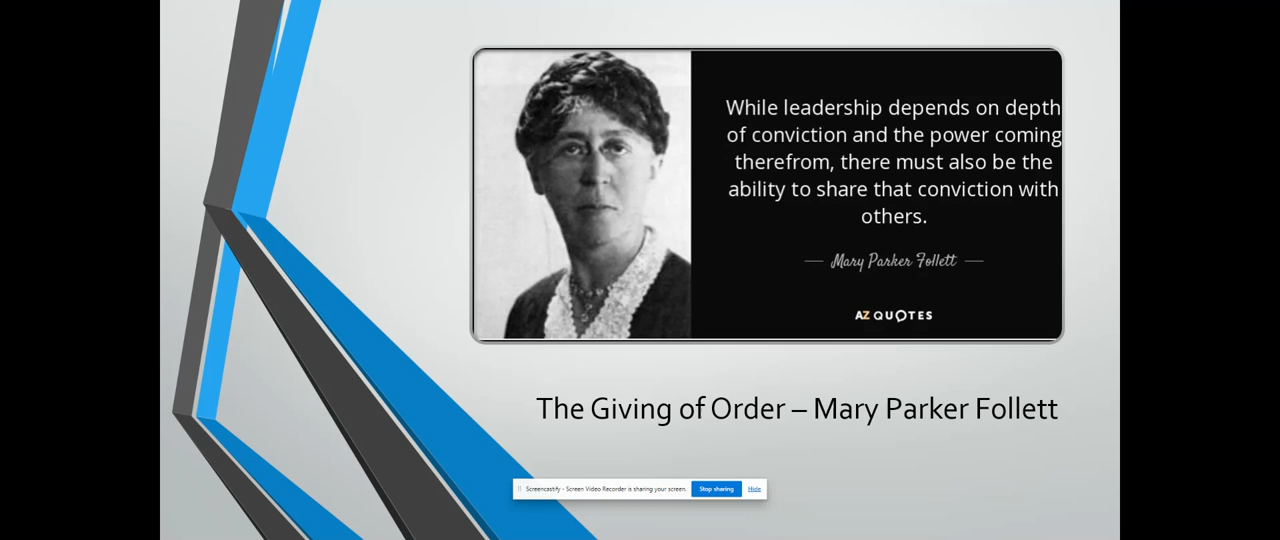 While leadership depends on depth
of conviction and the power coming
therefrom, there must also be the
ability to share that conviction with
others.
— Mary Parker Follett —
AZ QUOTES
The Giving of Order – Mary Parker Follett
Screencastify - Screen Video Recorder is sharing your screen. Stop sharing Hide